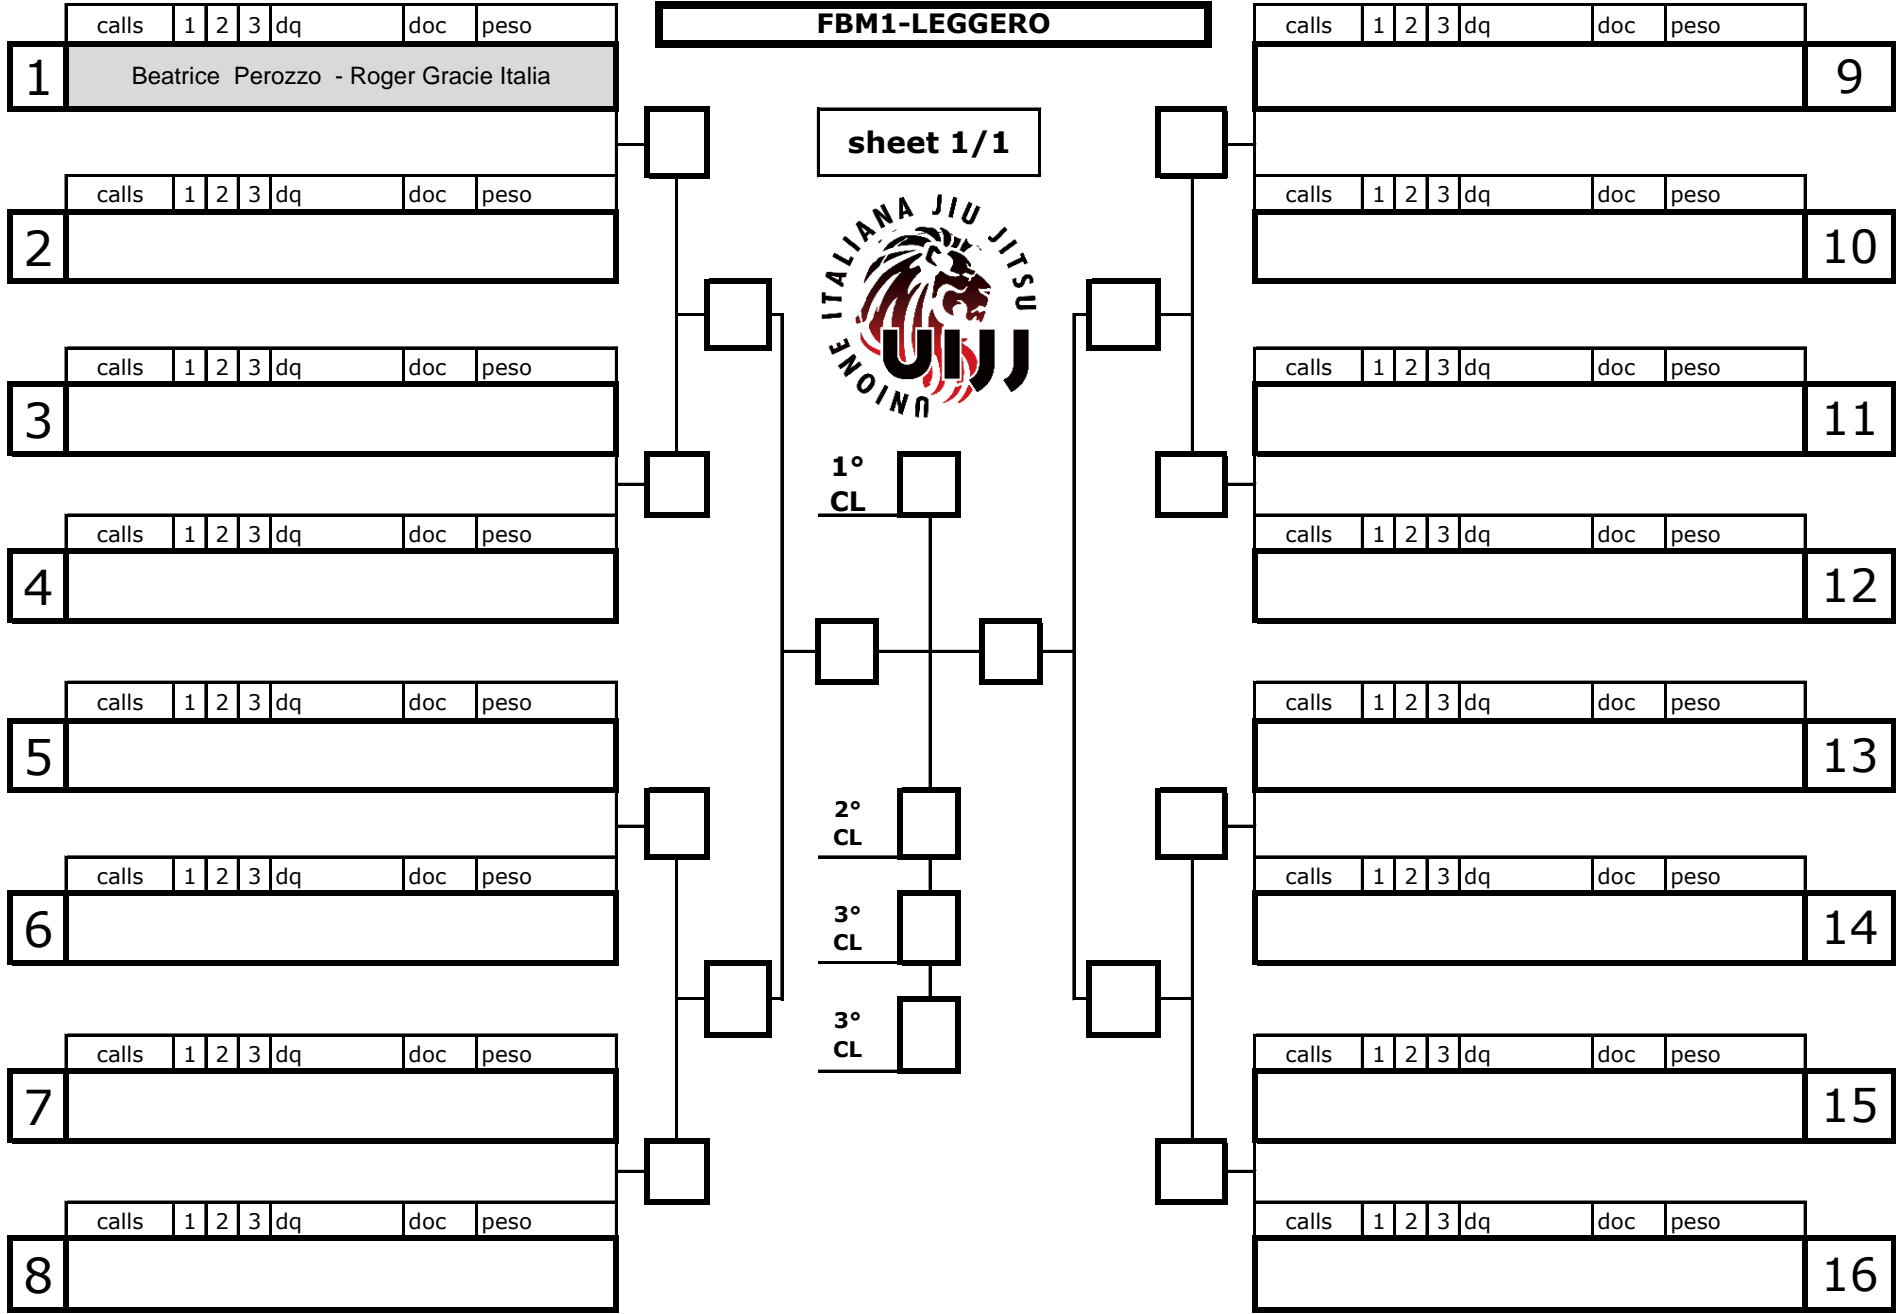 calls 1 2 3 dq doc peso
1 Beatrice Perozzo - Roger Gracie Italia
calls 1 2 3 dq doc peso
2
calls 1 2 3 dq doc peso
3
calls 1 2 3 dq doc peso
4
calls 1 2 3 dq doc peso
5
calls 1 2 3 dq doc peso
6
calls 1 2 3 dq doc peso
7
calls 1 2 3 dq doc peso
8
FBM1-LEGGERO
sheet 1/1
UNIONE ITALIANA JIU JITSU
UIJJ
1°
CL
2°
CL
3°
CL
3°
CL
calls 1 2 3 dq doc peso
9
calls 1 2 3 dq doc peso
10
calls 1 2 3 dq doc peso
11
calls 1 2 3 dq doc peso
12
calls 1 2 3 dq doc peso
13
calls 1 2 3 dq doc peso
14
calls 1 2 3 dq doc peso
15
calls 1 2 3 dq doc peso
16